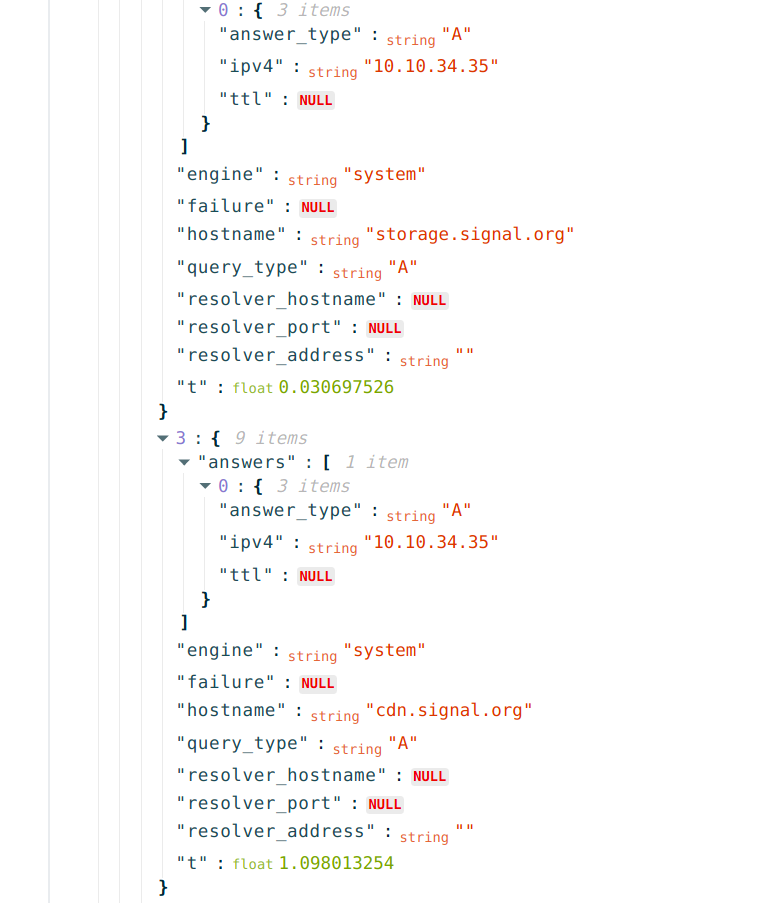 0 : { 3 items
"answer_type" : string "A"
"ipv4" : string "10.10.34.35"
"ttl" : NULL
}
]
"engine" : string "system"
"failure" : NULL
"hostname" : string "storage.signal.org"
"query_type" : string "A"
"resolver_hostname" : NULL
"resolver_port" : NULL
"resolver_address" : string ""
"t" : float 0.030697526
}
3 : { 9 items
"answers" : [ 1 item
0 : { 3 items
"answer_type" : string "A"
"ipv4" : string "10.10.34.35"
"ttl" : NULL
}
]
"engine" : string "system"
"failure" : NULL
"hostname" : string "cdn.signal.org"
"query_type" : string "A"
"resolver_hostname" : NULL
"resolver_port" : NULL
"resolver_address" : string ""
"t" : float 1.098013254
}